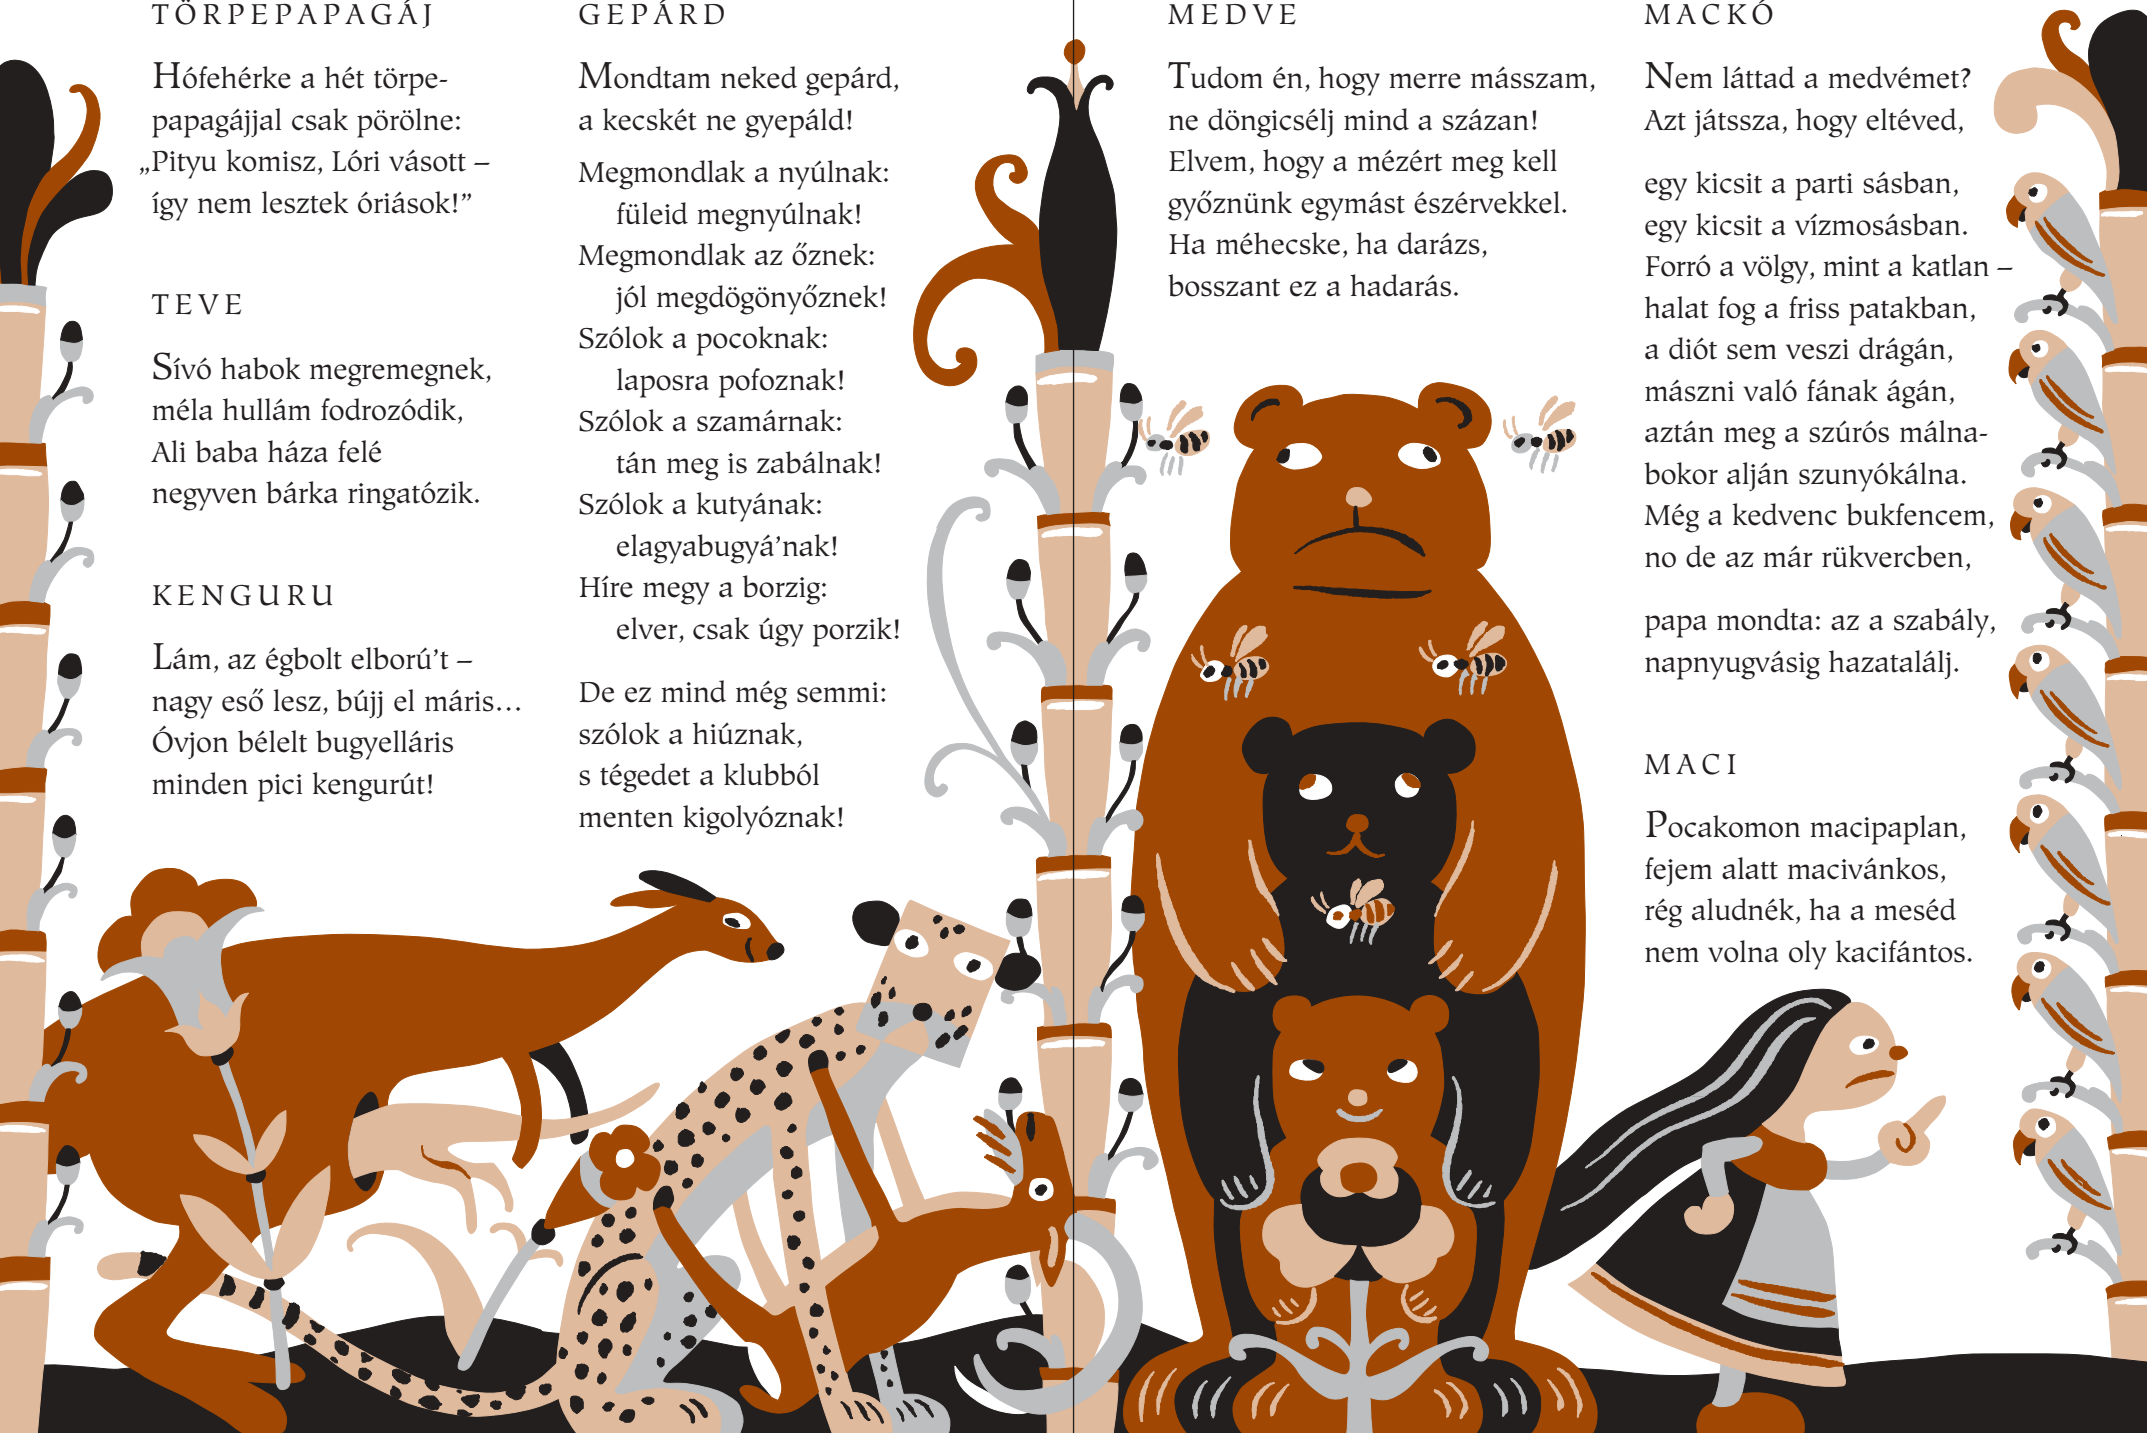 TÖRPEPAPAGÁJ
Hófehérke a hét törpe-
papagájjal csak pörölne:
„Pityu komisz, Lóri vásott –
így nem lesztek óriások!”
TEVE
Sívó habok megremegnek,
méla hullám fodrozódik,
Ali baba háza felé
negyven bárka ringatózik.
KENGURU
Lám, az égbolt elború’t –
nagy eső lesz, bújj el máris…
Óvjon bélelt bugyelláris
minden pici kengurút!
GEPÁRD
Mondtam neked gepárd,
a kecskét ne gyepáld!
Megmondlak a nyúlnak:
füleid megnyúlnak!
Megmondlak az őznek:
jól megdögönyőznek!
Szólok a pocoknak:
laposra pofoznak!
Szólok a szamárnak:
tán meg is zabálnak!
Szólok a kutyának:
elagyabugyá’nak!
Híre megy a borzig:
elver, csak úgy porzik!
De ez mind még semmi:
szólok a hiúznak,
s tégedet a klubból
menten kigolyóznak!
MEDVE
Tudom én, hogy merre másszam,
ne döngicsélj mind a százan!
Elvem, hogy a mézért meg kell
győznünk egymást észérvekkel.
Ha méhecske, ha darázs,
bosszant ez a hadarás.
MACKÓ
Nem láttad a medvémet?
Azt játssza, hogy eltéved,
egy kicsit a parti sásban,
egy kicsit a vízmosásban.
Forró a völgy, mint a katlan –
halat fog a friss patakban,
a diót sem veszi drágán,
mászni való fának ágán,
aztán meg a szúrós málna-
bokor alján szunyókálna.
Még a kedvenc bukfencem,
no de az már rükvercben,
papa mondta: az a szabály,
napnyugvásig hazatalálj.
MACI
Pocakomon macipaplan,
fejem alatt macivánkos,
rég aludnék, ha a meséd
nem volna oly kacifántos.